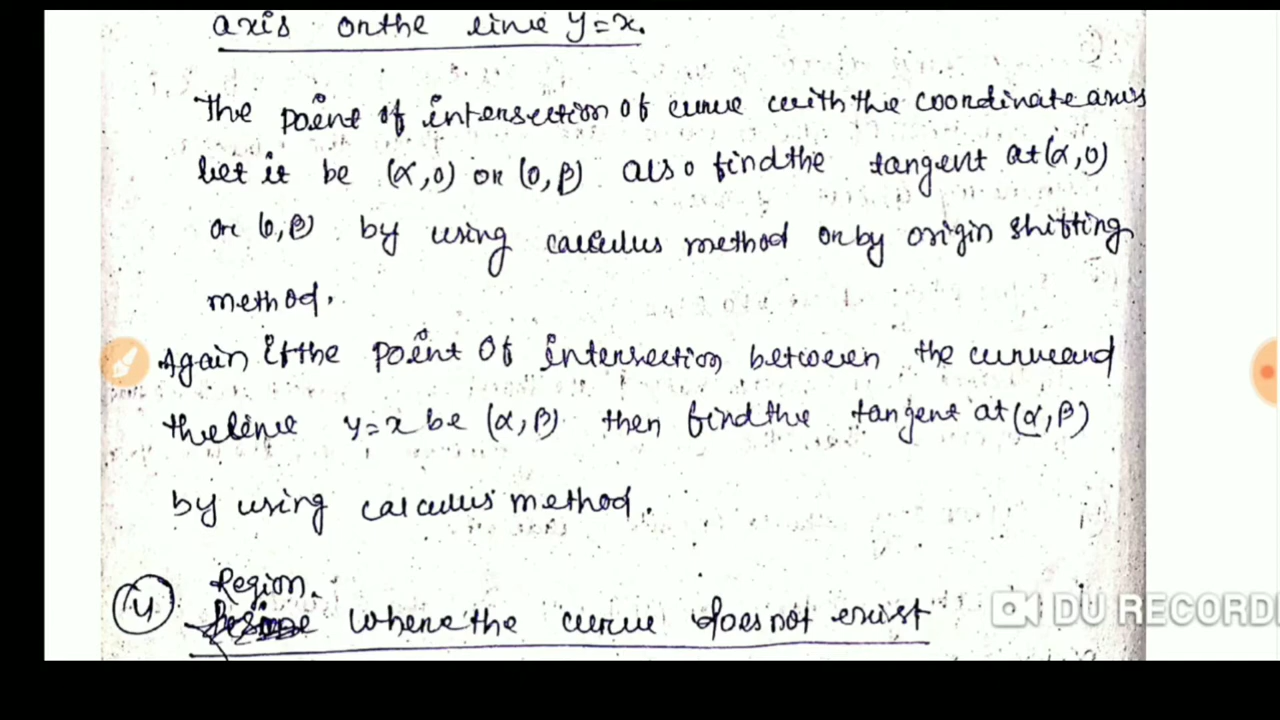 axis on the line y=x.
The point of intersection of curve with the coordinate axis
let it be (α,0) or (0,β) also find the tangent at (α,0)
or (0,β) by using calculus method or by origin shifting
method.
Again if the point of intersection between the curve and
the line y=x be (α,β) then find the tangent at (α,β)
by using calculus method.
Region.
(4) where the curve does not exist
DU RECORD